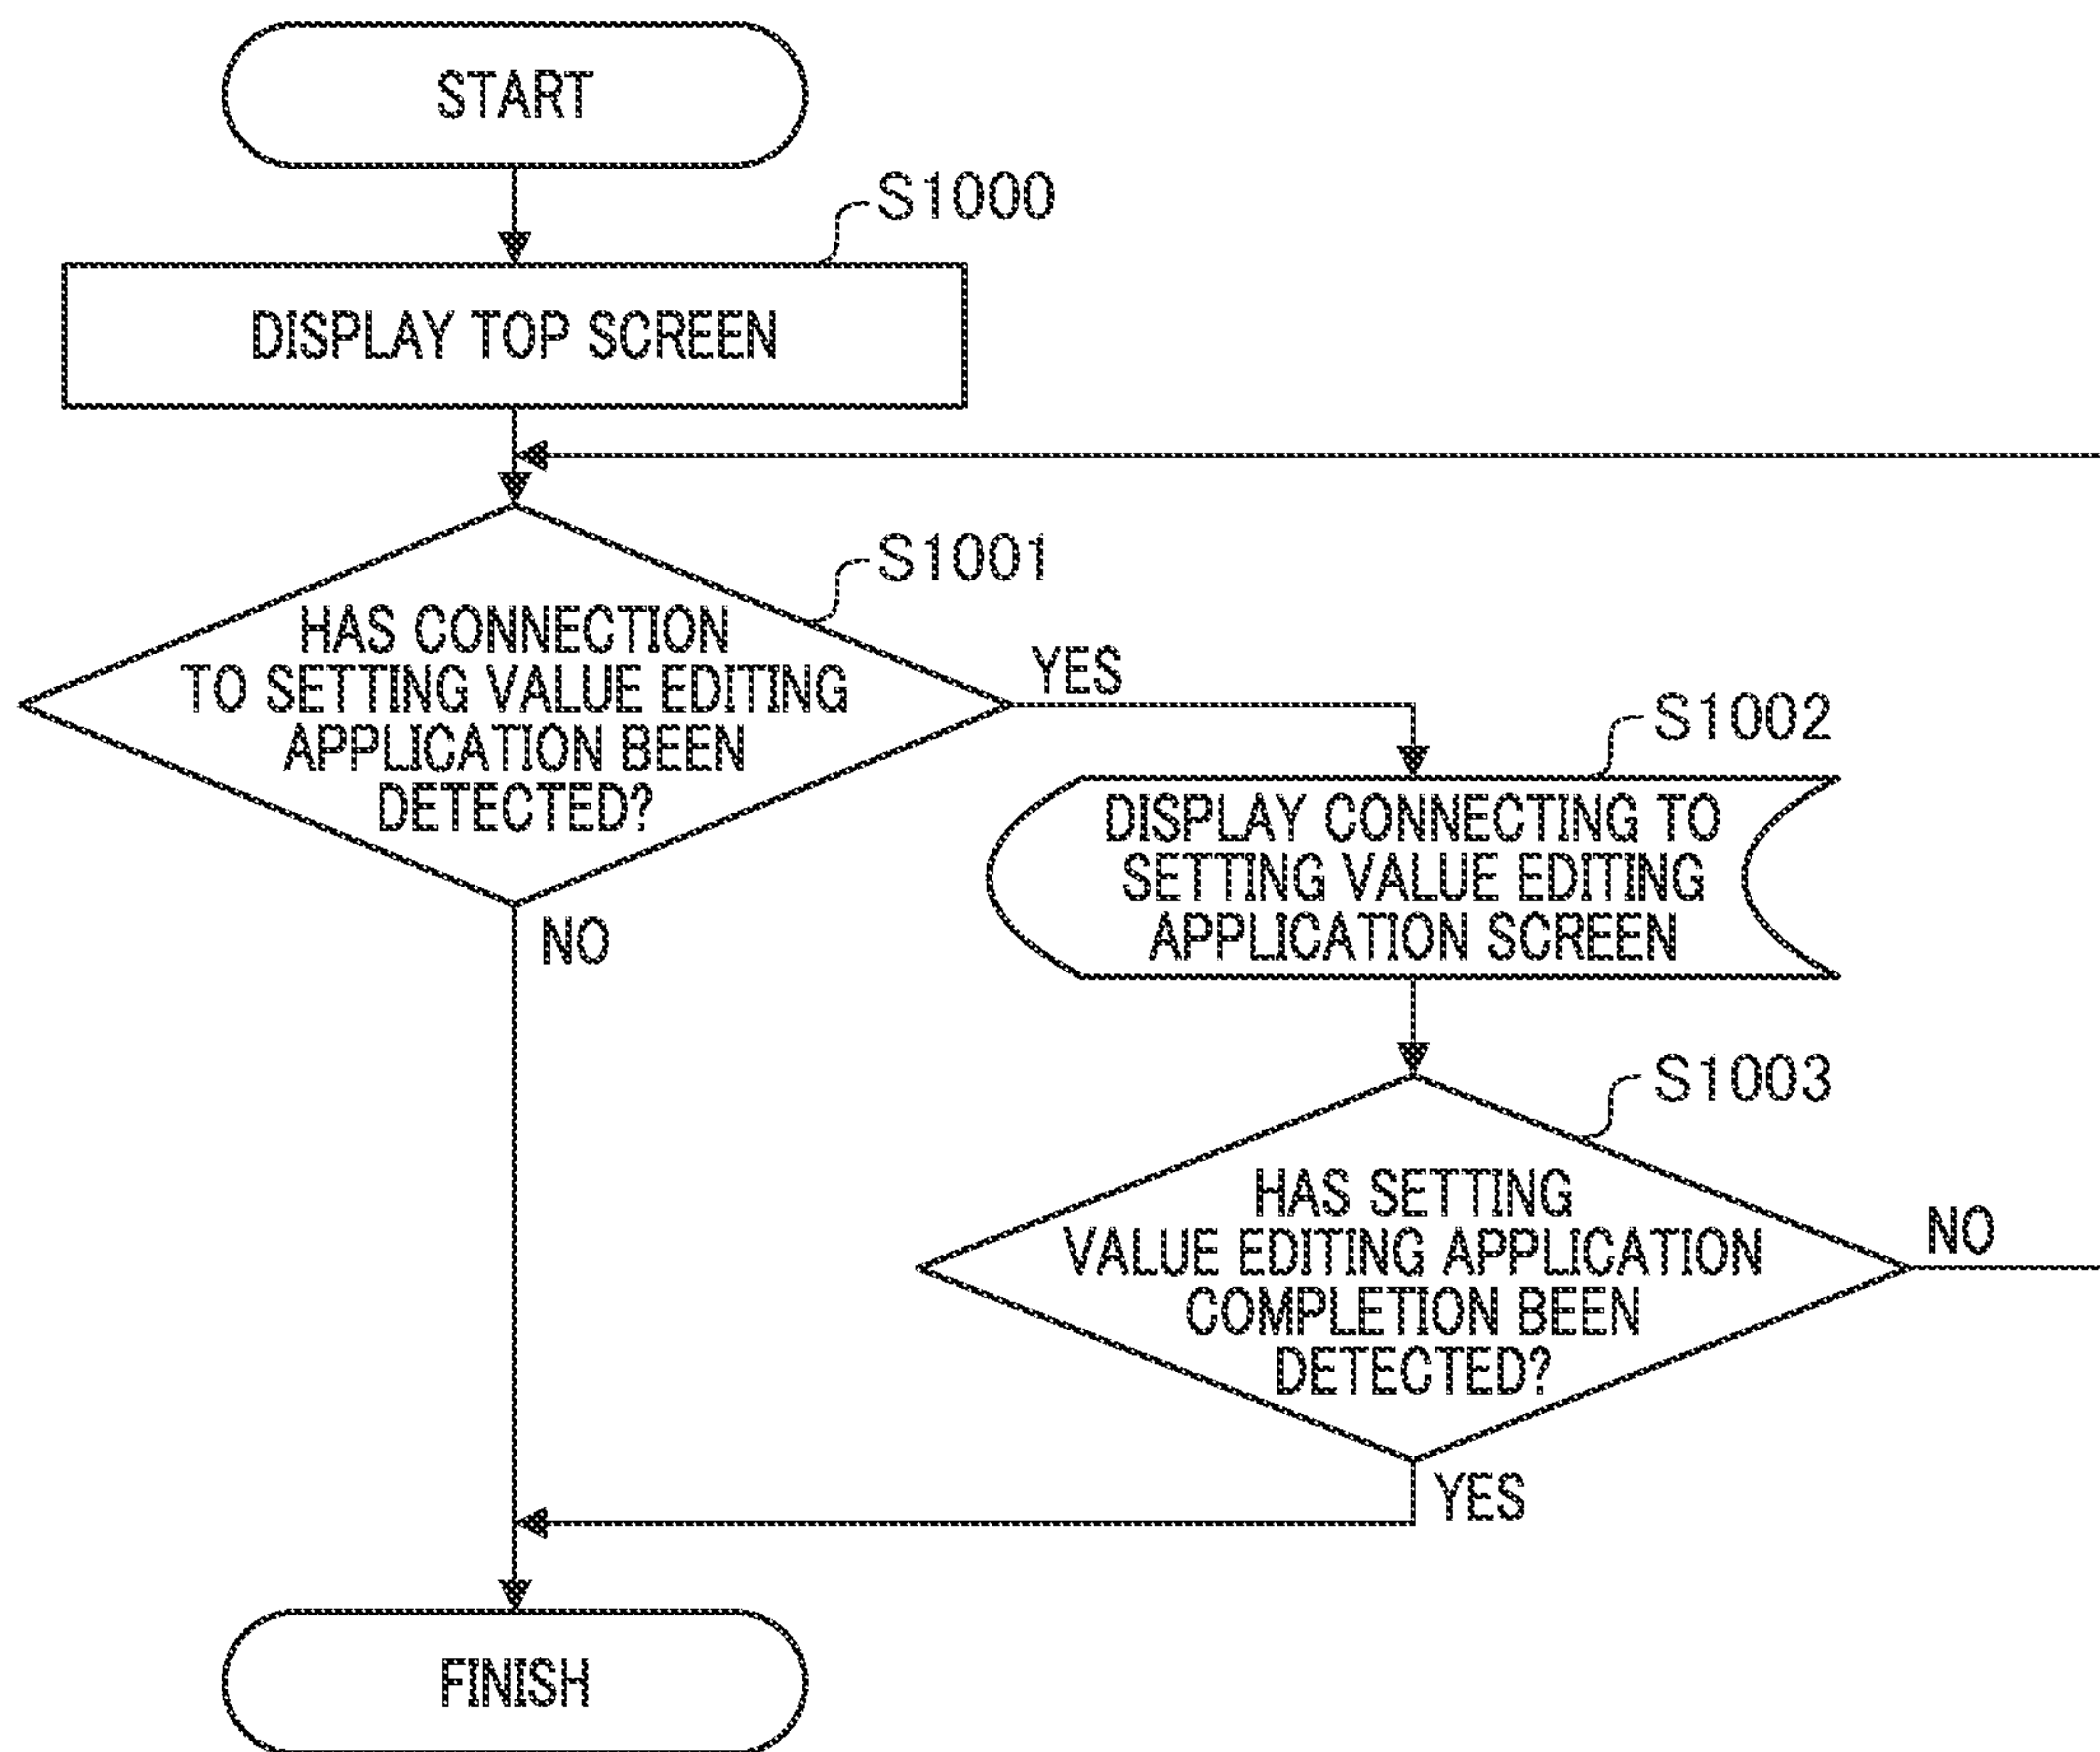 START
S1000
DISPLAY TOP SCREEN
S1001
HAS CONNECTION
TO SETTING VALUE EDITING
APPLICATION BEEN
DETECTED?
YES
NO
S1002
DISPLAY CONNECTING TO
SETTING VALUE EDITING
APPLICATION SCREEN
S1003
HAS SETTING
VALUE EDITING APPLICATION
COMPLETION BEEN
DETECTED?
NO
YES
FINISH